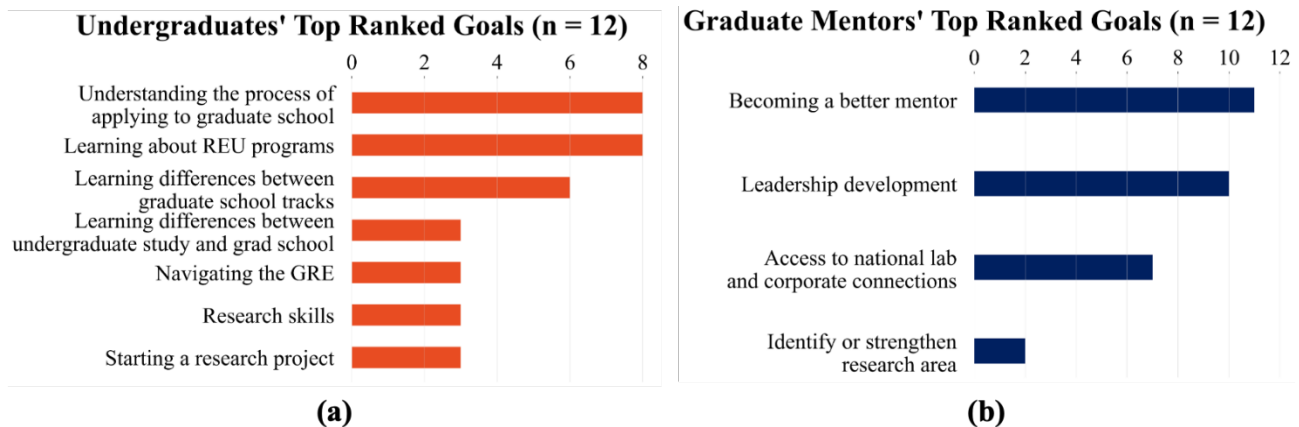 Undergraduates' Top Ranked Goals (n = 12)
0 2 4 6 8
Understanding the process of
applying to graduate school
Learning about REU programs
Learning differences between
graduate school tracks
Learning differences between
undergraduate study and grad school
Navigating the GRE
Research skills
Starting a research project
(a)
Graduate Mentors' Top Ranked Goals (n = 12)
0 2 4 6 8 10 12
Becoming a better mentor
Leadership development
Access to national lab
and corporate connections
Identify or strengthen
research area
(b)